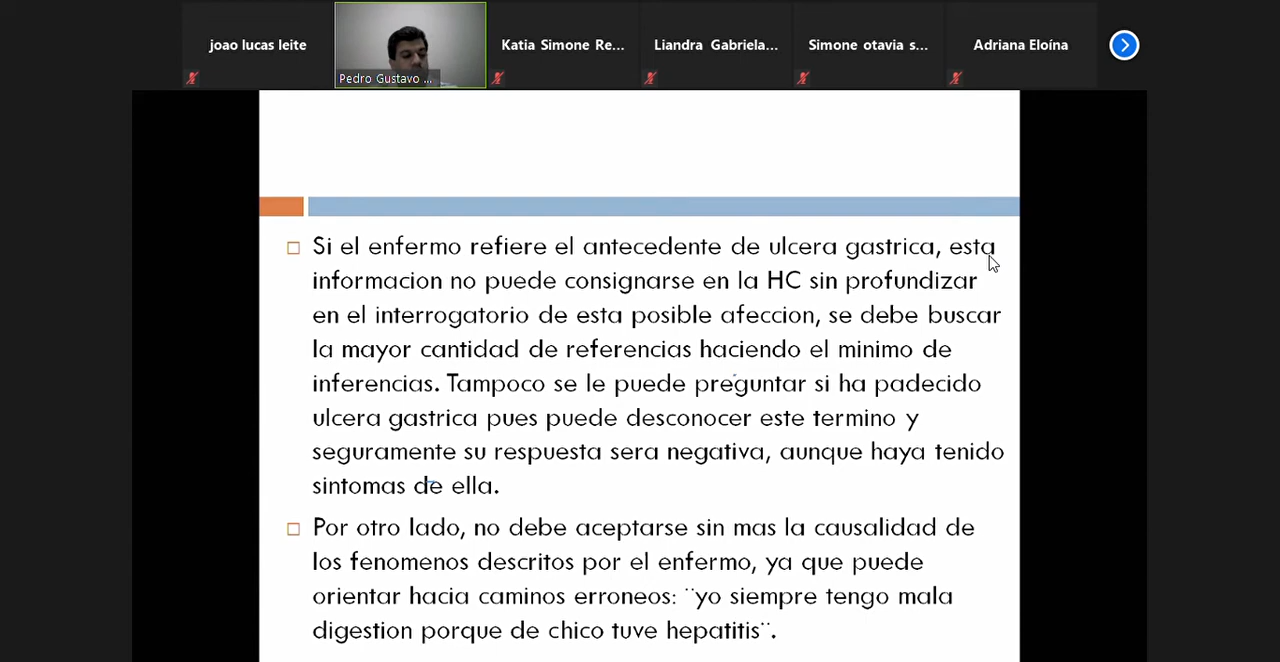 joao lucas leite
Pedro Gustavo ...
Katia Simone Re...
Liandra Gabriela...
Simone otavia s...
Adriana Eloína
Si el enfermo refiere el antecedente de ulcera gastrica, esta
informacion no puede consignarse en la HC sin profundizar
en el interrogatorio de esta posible afeccion, se debe buscar
la mayor cantidad de referencias haciendo el minimo de
inferencias. Tampoco se le puede preguntar si ha padecido
ulcera gastrica pues puede desconocer este termino y
seguramente su respuesta sera negativa, aunque haya tenido
sintomas de ella.
Por otro lado, no debe aceptarse sin mas la causalidad de
los fenomenos descritos por el enfermo, ya que puede
orientar hacia caminos erroneos: ¨yo siempre tengo mala
digestion porque de chico tuve hepatitis¨.